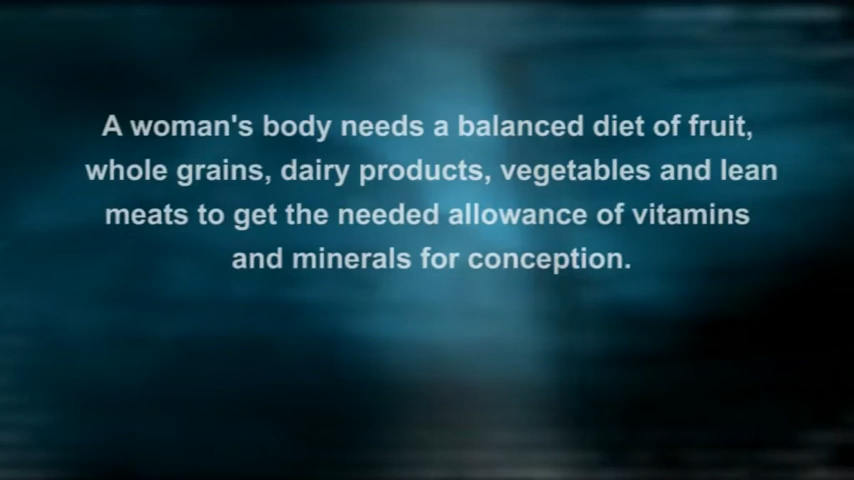 A woman's body needs a balanced diet of fruit,
whole grains, dairy products, vegetables and lean
meats to get the needed allowance of vitamins
and minerals for conception.